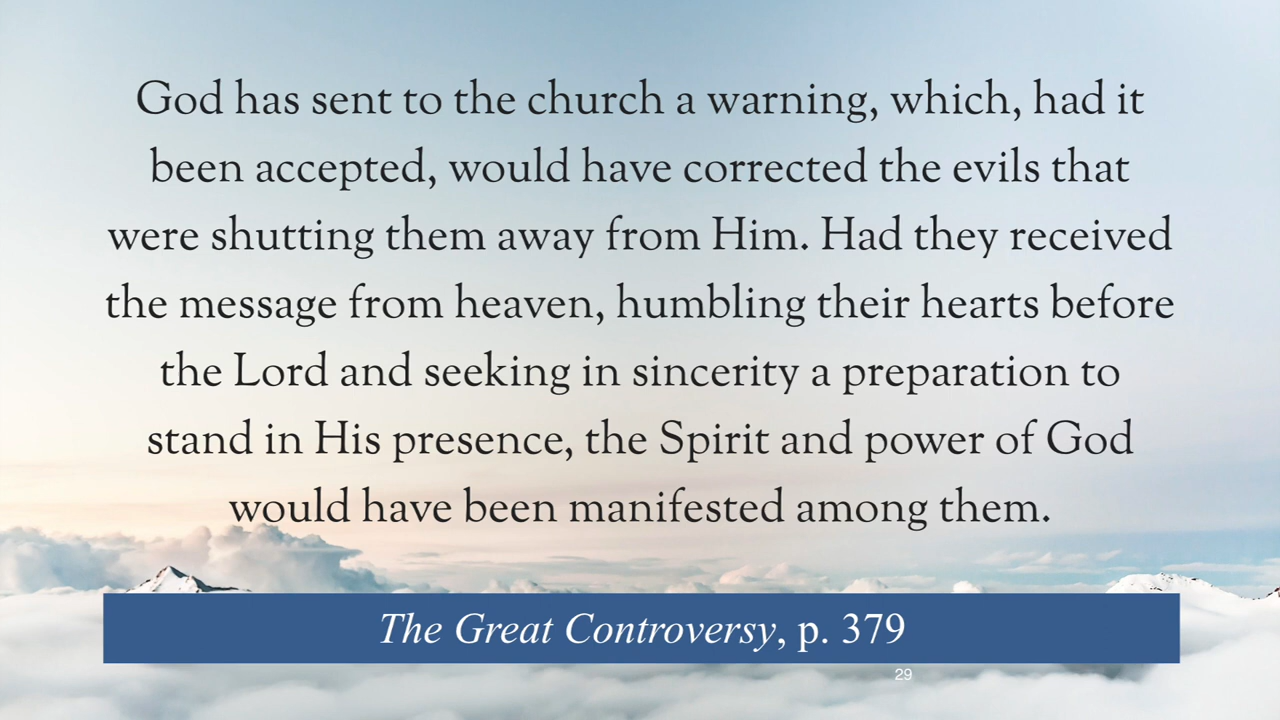 God has sent to the church a warning, which, had it
been accepted, would have corrected the evils that
were shutting them away from Him. Had they received
the message from heaven, humbling their hearts before
the Lord and seeking in sincerity a preparation to
stand in His presence, the Spirit and power of God
would have been manifested among them.
The Great Controversy, p. 379
29